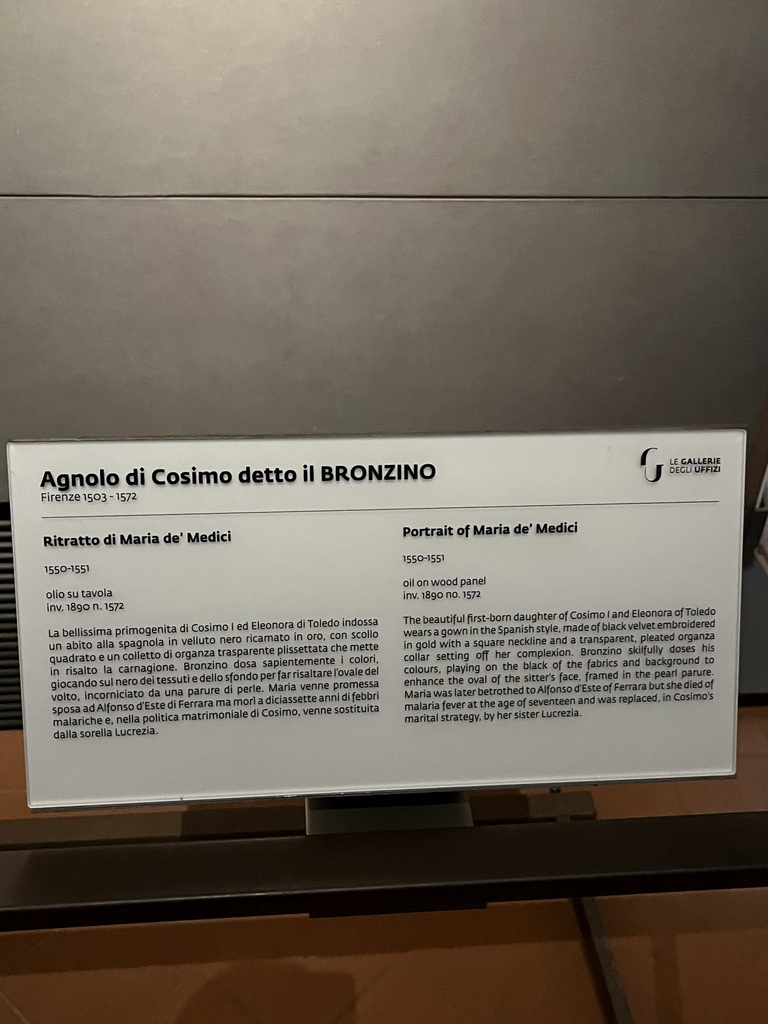 Agnolo di Cosimo detto il BRONZINO
Firenze 1503 - 1572
LE GALLERIE
DEGLI UFFIZI
Ritratto di Maria de' Medici
1550-1551
olio su tavola
inv. 1890 n. 1572
La bellissima primogenita di Cosimo I ed Eleonora di Toledo indossa
un abito alla spagnola in velluto nero ricamato in oro, con scollo
quadrato e un colletto di organza trasparente plissettata che mette
in risalto la carnagione. Bronzino dosa sapientemente i colori,
giocando sul nero dei tessuti e dello sfondo per far risaltare l'ovale del
volto, incorniciato da una parure di perle. Maria venne promessa
sposa ad Alfonso d'Este di Ferrara ma morì a diciassette anni di febbri
malariche e, nella politica matrimoniale di Cosimo, venne sostituita
dalla sorella Lucrezia.
Portrait of Maria de' Medici
1550-1551
oil on wood panel
inv. 1890 no. 1572
The beautiful first-born daughter of Cosimo I and Eleonora of Toledo
wears a gown in the Spanish style, made of black velvet embroidered
in gold with a square neckline and a transparent, pleated organza
collar setting off her complexion. Bronzino skilfully doses his
colours, playing on the black of the fabrics and background to
enhance the oval of the sitter's face, framed in the pearl parure.
Maria was later betrothed to Alfonso d'Este of Ferrara but she died of
malaria fever at the age of seventeen and was replaced, in Cosimo's
marital strategy, by her sister Lucrezia.